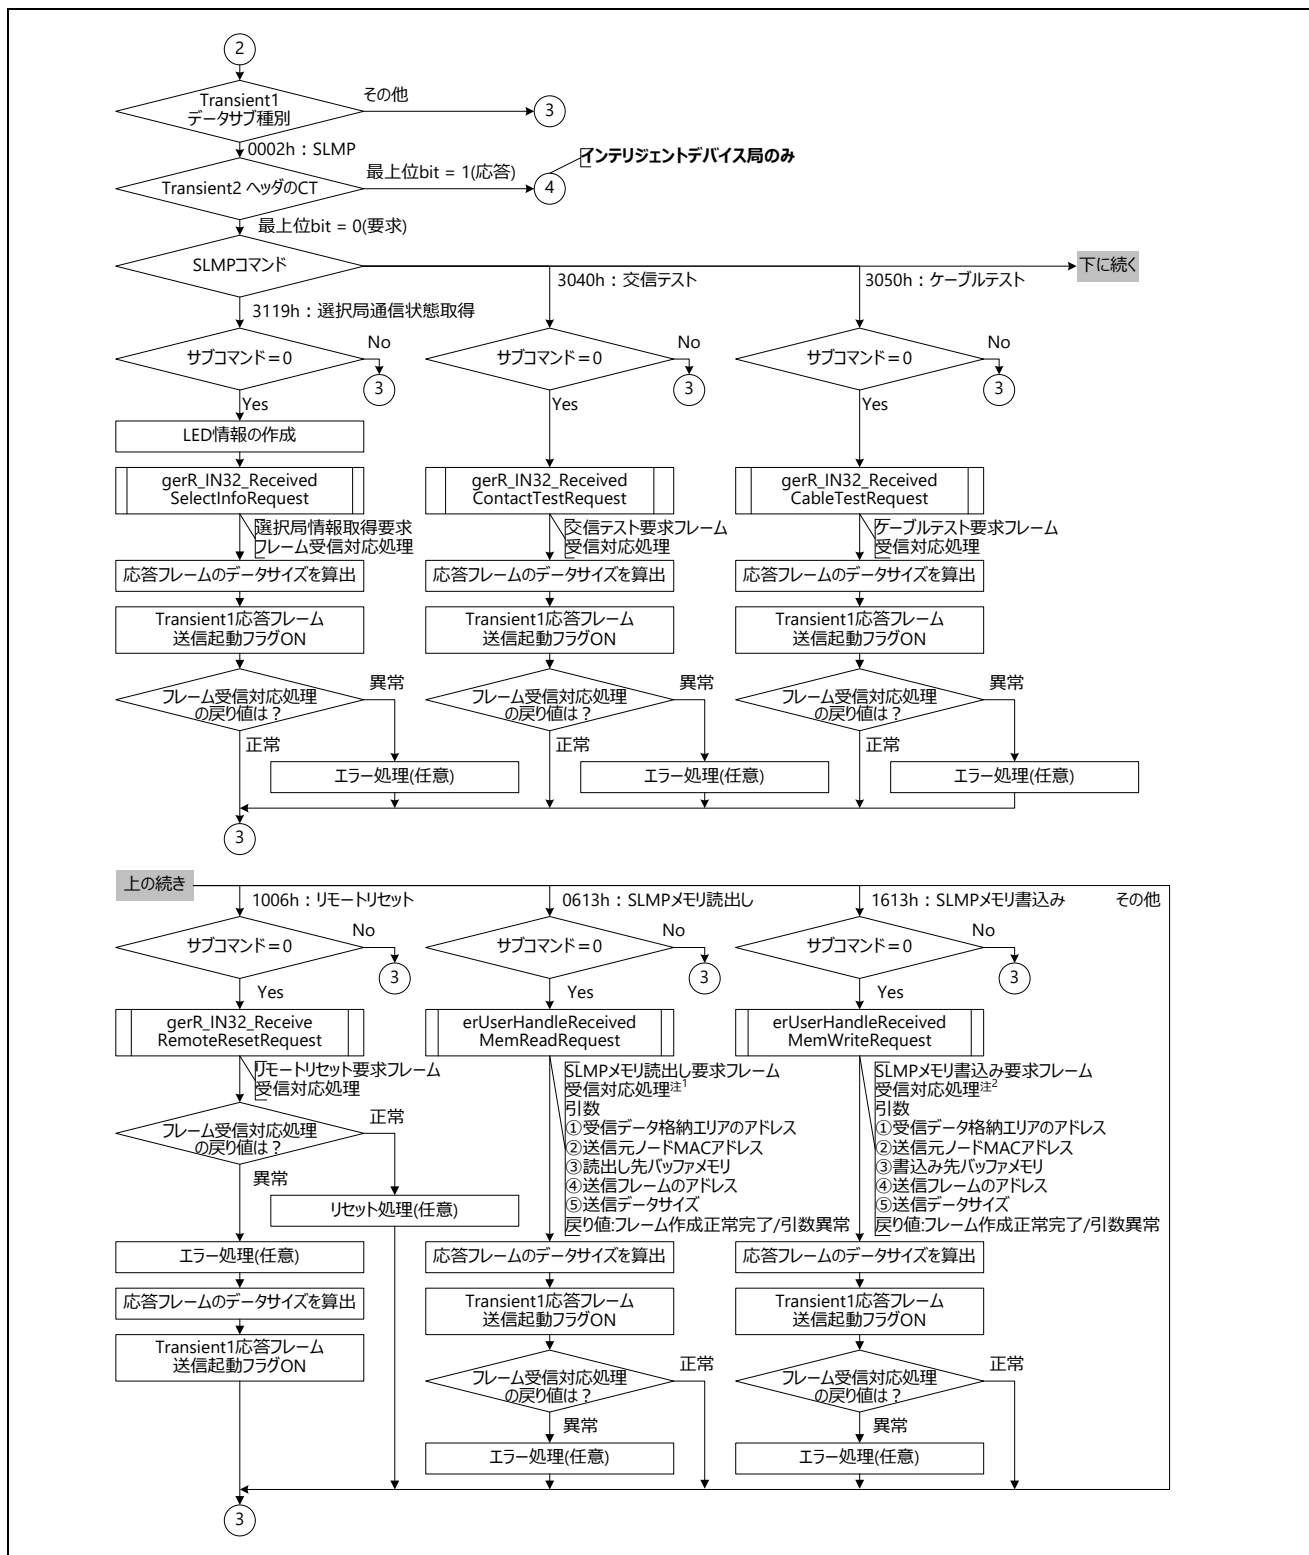 2
Transient1
データサブ種別
その他
3
0002h：SLMP
インテリジェントデバイス局のみ
Transient2 ヘッダのCT
最上位bit = 1(応答)
4
最上位bit = 0(要求)
SLMPコマンド
下に続く
3119h：選択局通信状態取得
3040h：交信テスト
3050h：ケーブルテスト
サブコマンド＝0
No
3
サブコマンド＝0
No
3
サブコマンド＝0
No
3
Yes
Yes
Yes
LED情報の作成
gerR_IN32_Received
SelectInfoRequest
gerR_IN32_Received
ContactTestRequest
gerR_IN32_Received
CableTestRequest
選択局情報取得要求
フレーム受信対応処理
交信テスト要求フレーム
受信対応処理
ケーブルテスト要求フレーム
受信対応処理
応答フレームのデータサイズを算出
応答フレームのデータサイズを算出
応答フレームのデータサイズを算出
Transient1応答フレーム
送信起動フラグON
Transient1応答フレーム
送信起動フラグON
Transient1応答フレーム
送信起動フラグON
フレーム受信対応処理
の戻り値は？
異常
フレーム受信対応処理
の戻り値は？
異常
フレーム受信対応処理
の戻り値は？
異常
正常
正常
正常
エラー処理(任意)
エラー処理(任意)
エラー処理(任意)
3
上の続き
1006h：リモートリセット
0613h：SLMPメモリ読出し
1613h：SLMPメモリ書込み
その他
サブコマンド＝0
No
3
サブコマンド＝0
No
3
サブコマンド＝0
No
3
Yes
Yes
Yes
gerR_IN32_Receive
RemoteResetRequest
erUserHandleReceived
MemReadRequest
erUserHandleReceived
MemWriteRequest
リモートリセット要求フレーム
受信対応処理
SLMPメモリ読出し要求フレーム
受信対応処理注1
引数
①受信データ格納エリアのアドレス
②送信元ノードMACアドレス
③読出し先バッファメモリ
④送信フレームのアドレス
⑤送信データサイズ
戻り値:フレーム作成正常完了/引数異常
SLMPメモリ書込み要求フレーム
受信対応処理注2
引数
①受信データ格納エリアのアドレス
②送信元ノードMACアドレス
③書込み先バッファメモリ
④送信フレームのアドレス
⑤送信データサイズ
戻り値:フレーム作成正常完了/引数異常
フレーム受信対応処理
の戻り値は？
正常
異常
リセット処理(任意)
エラー処理(任意)
応答フレームのデータサイズを算出
応答フレームのデータサイズを算出
応答フレームのデータサイズを算出
Transient1応答フレーム
送信起動フラグON
Transient1応答フレーム
送信起動フラグON
Transient1応答フレーム
送信起動フラグON
フレーム受信対応処理
の戻り値は？
正常
フレーム受信対応処理
の戻り値は？
正常
異常
異常
エラー処理(任意)
エラー処理(任意)
3